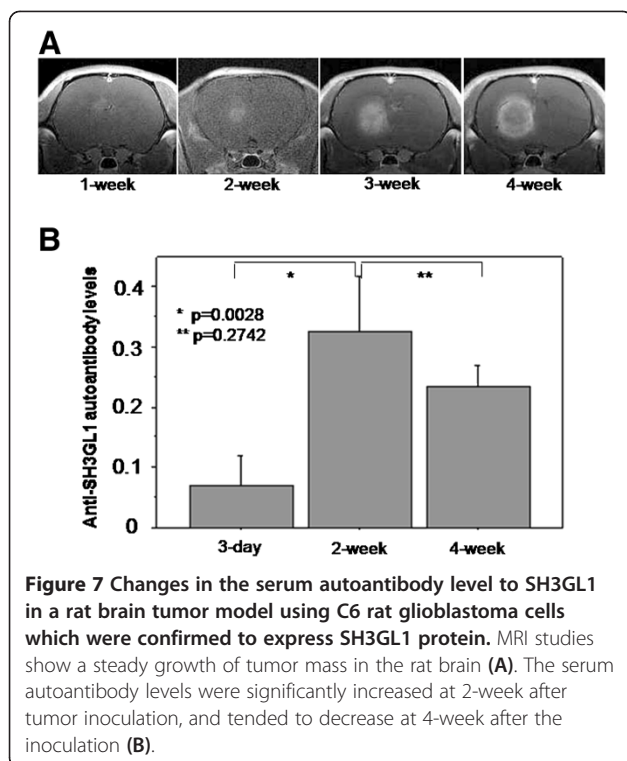 A
1-week 2-week 3-week 4-week
B
Anti-SH3GL1 autoantibody levels
0.4
0.3
0.2
0.1
0
* **
* p=0.0028
** p=0.2742
3-day 2-week 4-week
Figure 7 Changes in the serum autoantibody level to SH3GL1
in a rat brain tumor model using C6 rat glioblastoma cells
which were confirmed to express SH3GL1 protein. MRI studies
show a steady growth of tumor mass in the rat brain (A). The serum
autoantibody levels were significantly increased at 2-week after
tumor inoculation, and tended to decrease at 4-week after the
inoculation (B).